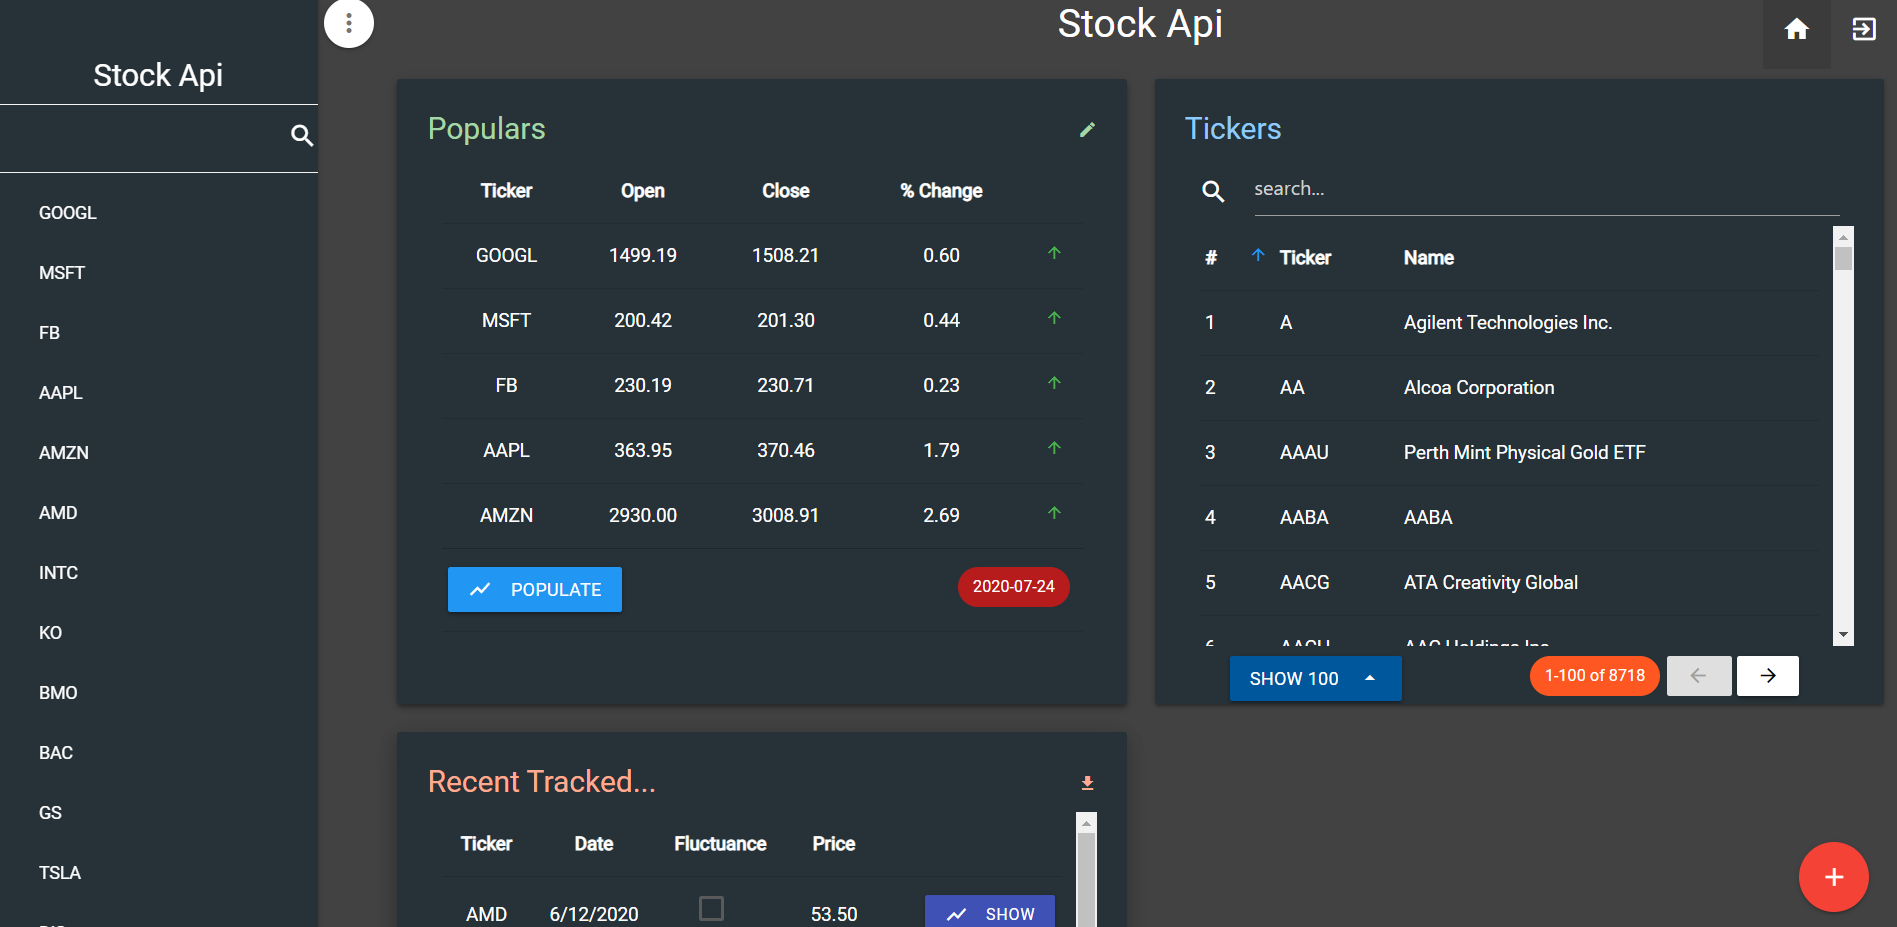 Stock Api
GOOGL
MSFT
FB
AAPL
AMZN
AMD
INTC
KO
BMO
BAC
GS
TSLA
Stock Api
Populars
Ticker Open Close % Change
GOOGL 1499.19 1508.21 0.60
MSFT 200.42 201.30 0.44
FB 230.19 230.71 0.23
AAPL 363.95 370.46 1.79
AMZN 2930.00 3008.91 2.69
POPULATE 2020-07-24
Tickers
search...
# Ticker Name
1 A Agilent Technologies Inc.
2 AA Alcoa Corporation
3 AAAU Perth Mint Physical Gold ETF
4 AABA AABA
5 AACG ATA Creativity Global
SHOW 100 1-100 of 8718
Recent Tracked...
Ticker Date Fluctuance Price
AMD 6/12/2020 53.50 SHOW